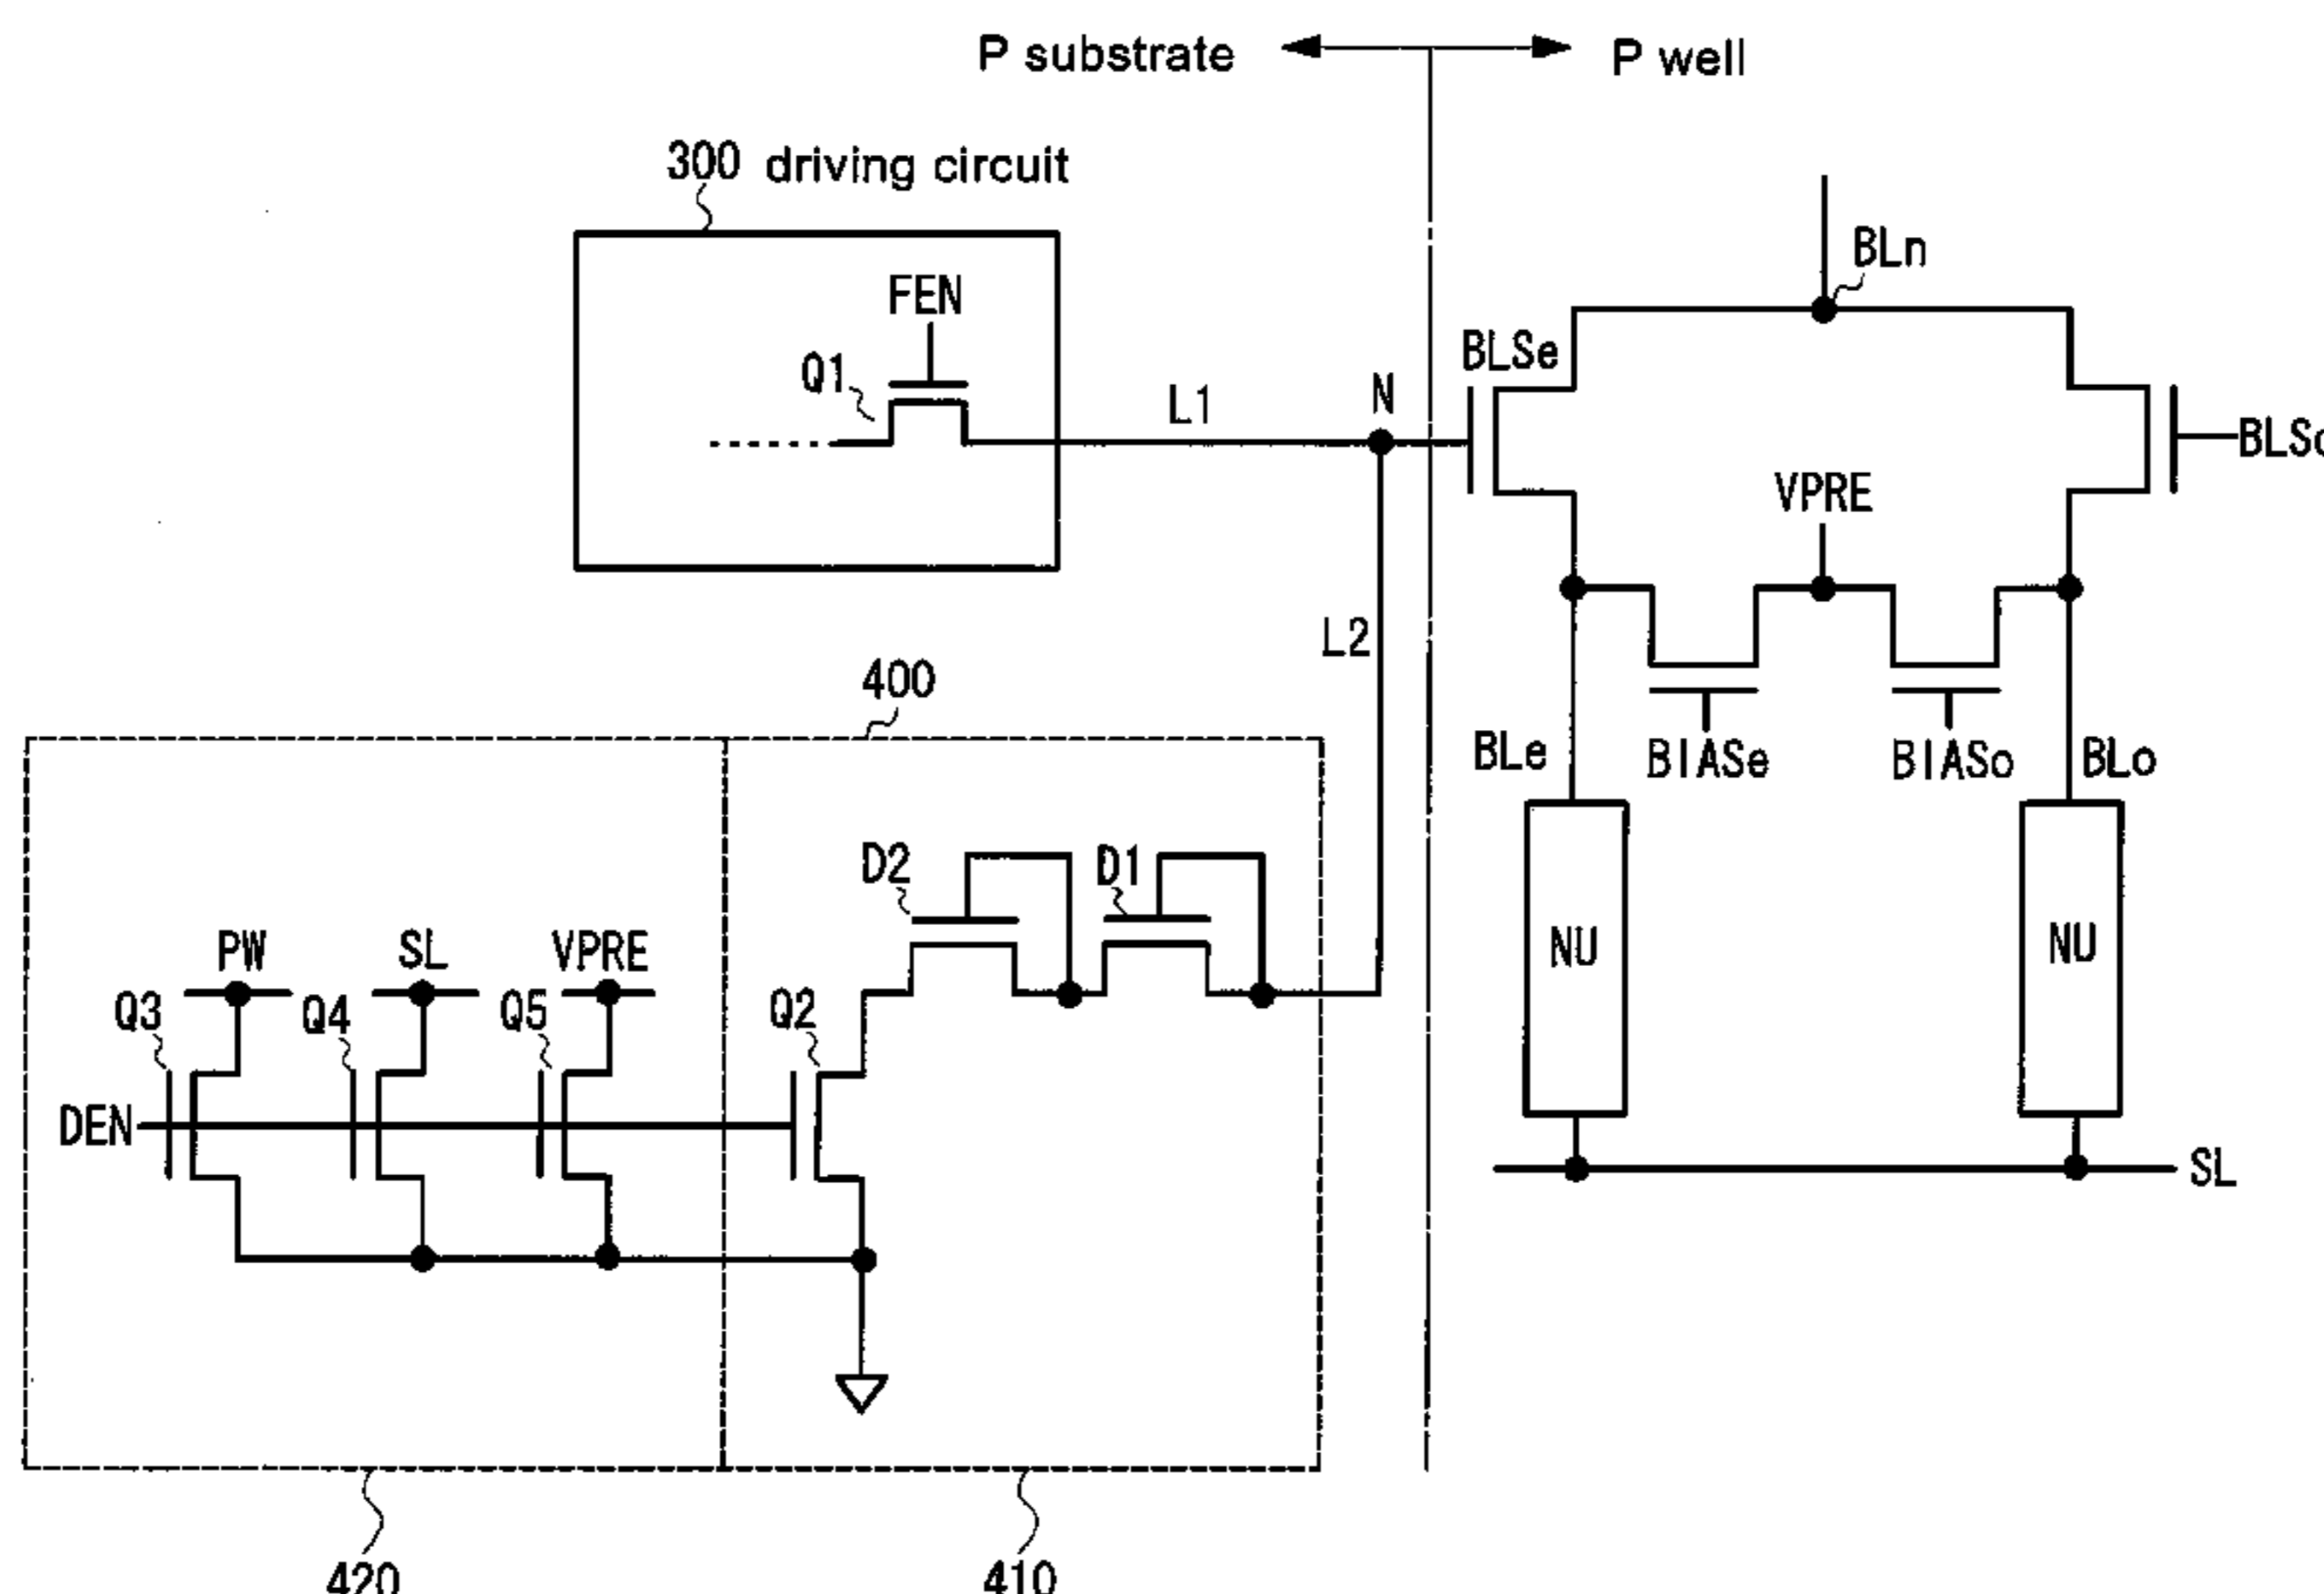 P substrate
P well
300 driving circuit
BLn
FEN
BLSe
Q1
L1
N
VPRE
L2
400
BLe
BIASe
BIASo
BLo
D2
D1
PW
SL
VPRE
NU
NU
Q3
Q4
Q5
Q2
DEN
SL
420
410